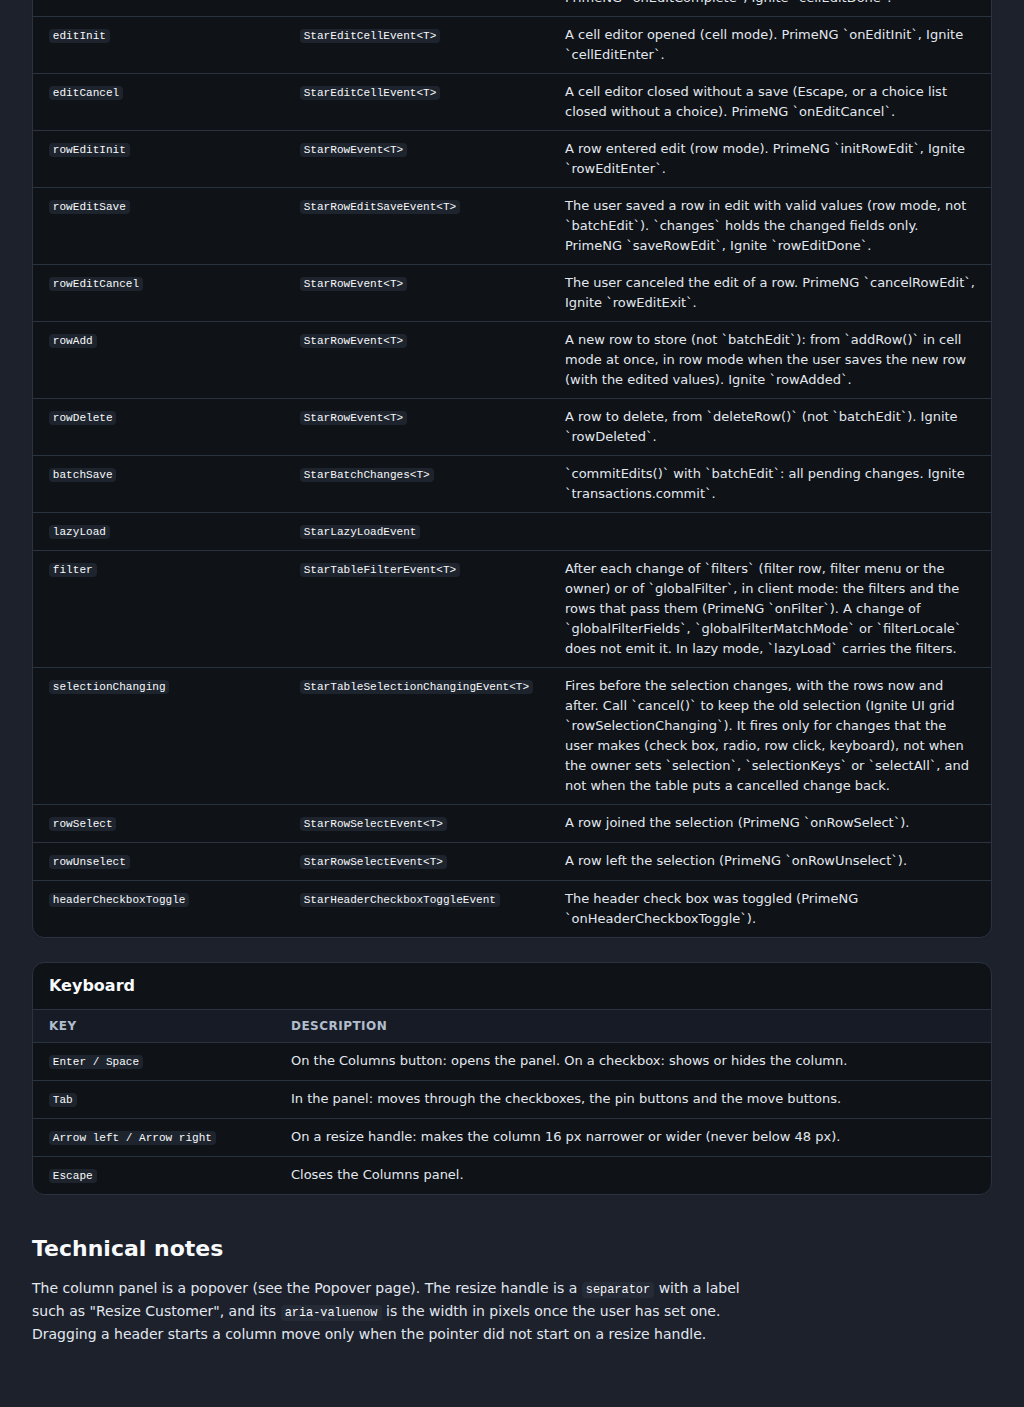 PrimeNG `onEditComplete`, Ignite `cellEditDone`.
editInit StarEditCellEvent<T> A cell editor opened (cell mode). PrimeNG `onEditInit`, Ignite
`cellEditEnter`.
editCancel StarEditCellEvent<T> A cell editor closed without a save (Escape, or a choice list
closed without a choice). PrimeNG `onEditCancel`.
rowEditInit StarRowEvent<T> A row entered edit (row mode). PrimeNG `initRowEdit`, Ignite
`rowEditEnter`.
rowEditSave StarRowEditSaveEvent<T> The user saved a row in edit with valid values (row mode, not
`batchEdit`). `changes` holds the changed fields only.
PrimeNG `saveRowEdit`, Ignite `rowEditDone`.
rowEditCancel StarRowEvent<T> The user canceled the edit of a row. PrimeNG `cancelRowEdit`,
Ignite `rowEditExit`.
rowAdd StarRowEvent<T> A new row to store (not `batchEdit`): from `addRow()` in cell
mode at once, in row mode when the user saves the new row
(with the edited values). Ignite `rowAdded`.
rowDelete StarRowEvent<T> A row to delete, from `deleteRow()` (not `batchEdit`). Ignite
`rowDeleted`.
batchSave StarBatchChanges<T> `commitEdits()` with `batchEdit`: all pending changes. Ignite
`transactions.commit`.
lazyLoad StarLazyLoadEvent
filter StarTableFilterEvent<T> After each change of `filters` (filter row, filter menu or the
owner) or of `globalFilter`, in client mode: the filters and the
rows that pass them (PrimeNG `onFilter`). A change of
`globalFilterFields`, `globalFilterMatchMode` or `filterLocale`
does not emit it. In lazy mode, `lazyLoad` carries the filters.
selectionChanging StarTableSelectionChangingEvent<T> Fires before the selection changes, with the rows now and
after. Call `cancel()` to keep the old selection (Ignite UI grid
`rowSelectionChanging`). It fires only for changes that the
user makes (check box, radio, row click, keyboard), not when
the owner sets `selection`, `selectionKeys` or `selectAll`, and
not when the table puts a cancelled change back.
rowSelect StarRowSelectEvent<T> A row joined the selection (PrimeNG `onRowSelect`).
rowUnselect StarRowSelectEvent<T> A row left the selection (PrimeNG `onRowUnselect`).
headerCheckboxToggle StarHeaderCheckboxToggleEvent The header check box was toggled (PrimeNG
`onHeaderCheckboxToggle`).
Keyboard
KEY DESCRIPTION
Enter / Space On the Columns button: opens the panel. On a checkbox: shows or hides the column.
Tab In the panel: moves through the checkboxes, the pin buttons and the move buttons.
Arrow left / Arrow right On a resize handle: makes the column 16 px narrower or wider (never below 48 px).
Escape Closes the Columns panel.
Technical notes
The column panel is a popover (see the Popover page). The resize handle is a separator with a label
such as "Resize Customer", and its aria-valuenow is the width in pixels once the user has set one.
Dragging a header starts a column move only when the pointer did not start on a resize handle.